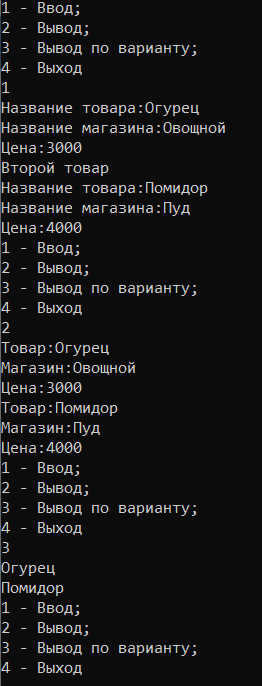 1 - Ввод;
2 - Вывод;
3 - Вывод по варианту;
4 - Выход
1
Название товара:Огурец
Название магазина:Овощной
Цена:3000
Второй товар
Название товара:Помидор
Название магазина:Пуд
Цена:4000
1 - Ввод;
2 - Вывод;
3 - Вывод по варианту;
4 - Выход
2
Товар:Огурец
Магазин:Овощной
Цена:3000
Товар:Помидор
Магазин:Пуд
Цена:4000
1 - Ввод;
2 - Вывод;
3 - Вывод по варианту;
4 - Выход
3
Огурец
Помидор
1 - Ввод;
2 - Вывод;
3 - Вывод по варианту;
4 - Выход